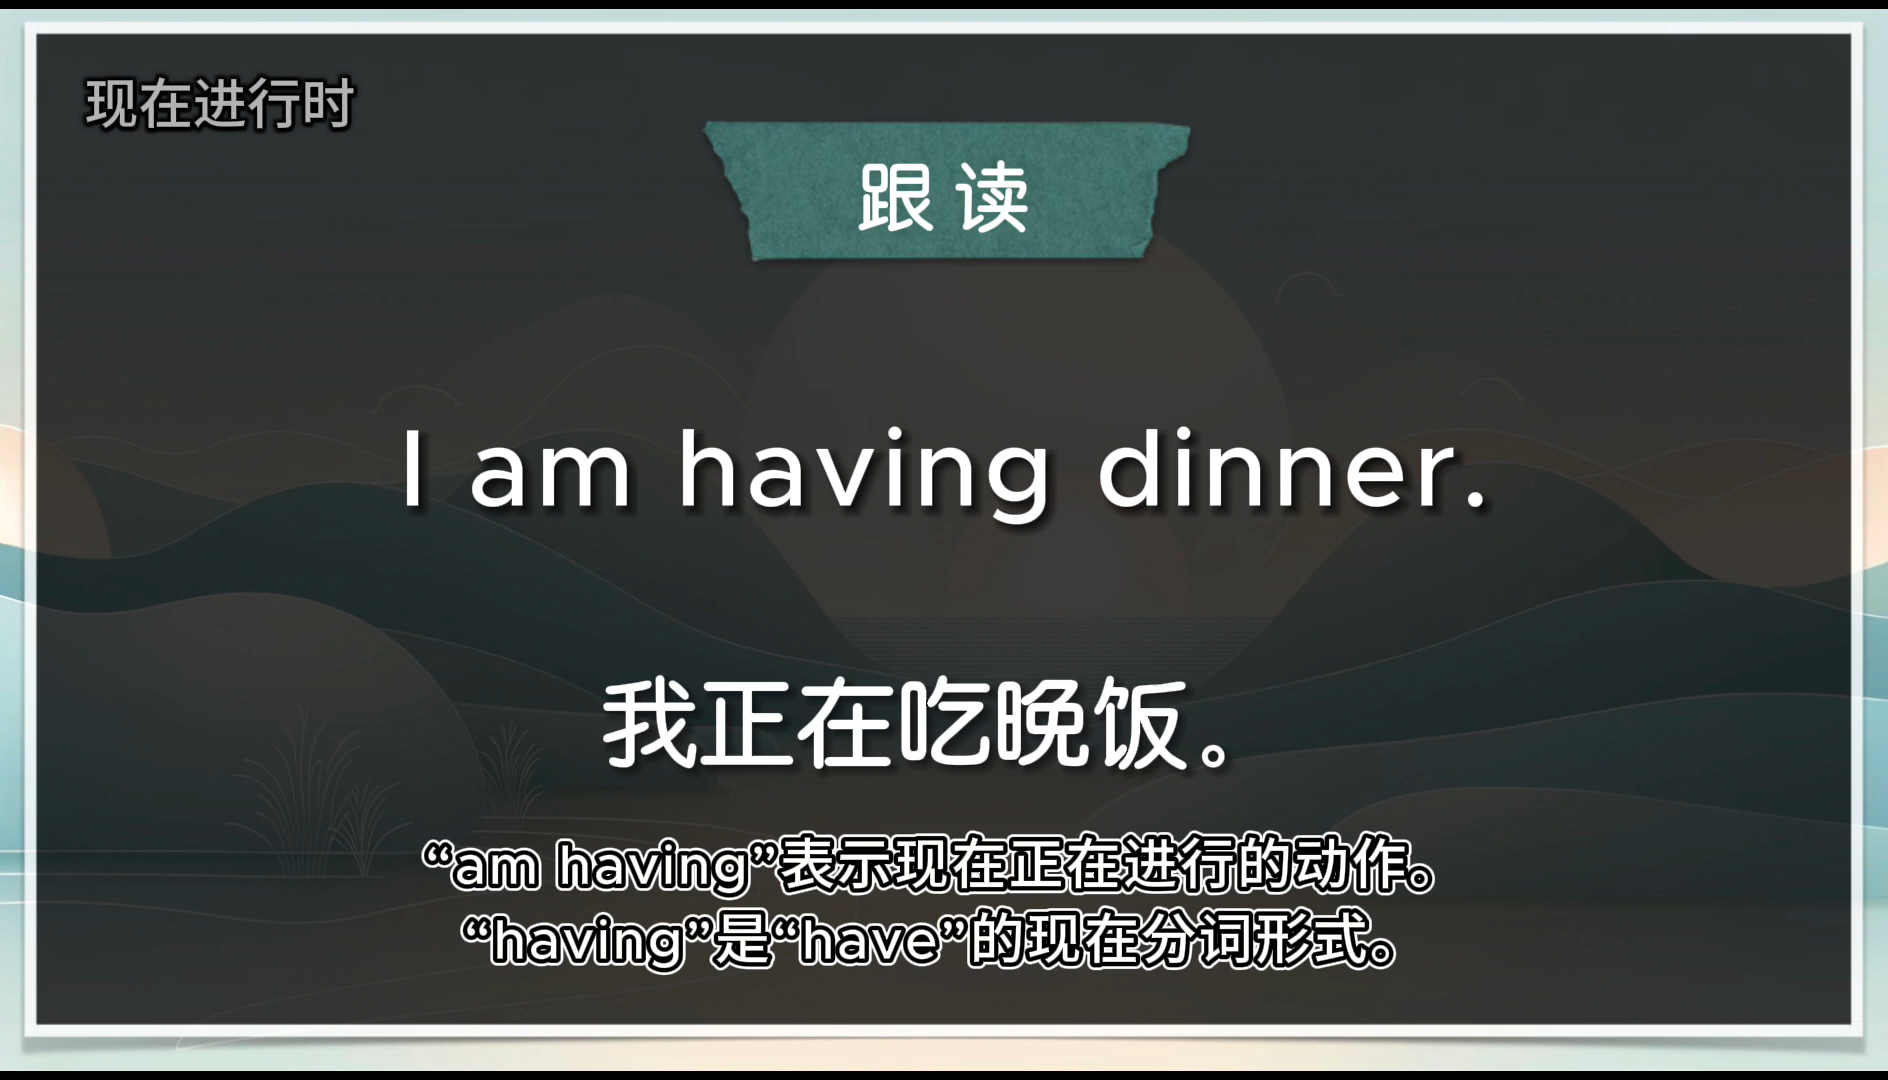 现在进行时
跟读
I am having dinner.
我正在吃晚饭。
“am having”表示现在正在进行的动作。
“having”是“have”的现在分词形式。